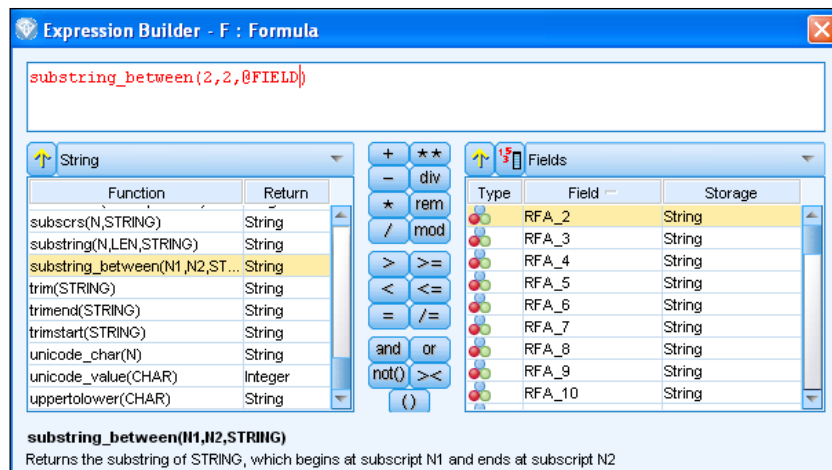 Expression Builder - F : Formula
substring_between(2,2,@FIELD)
String
Function Return
subscrs(N,STRING) String
substring(N,LEN,STRING) String
substring_between(N1,N2,ST... String
trim(STRING) String
trimend(STRING) String
trimstart(STRING) String
unicode_char(N) String
unicode_value(CHAR) Integer
uppertolower(CHAR) String
+ **
- div
* rem
/ mod
> >=
< <=
= /=
and or
not() ><
()
Fields
Type Field Storage
RFA_2 String
RFA_3 String
RFA_4 String
RFA_5 String
RFA_6 String
RFA_7 String
RFA_8 String
RFA_9 String
RFA_10 String
substring_between(N1,N2,STRING)
Returns the substring of STRING, which begins at subscript N1 and ends at subscript N2